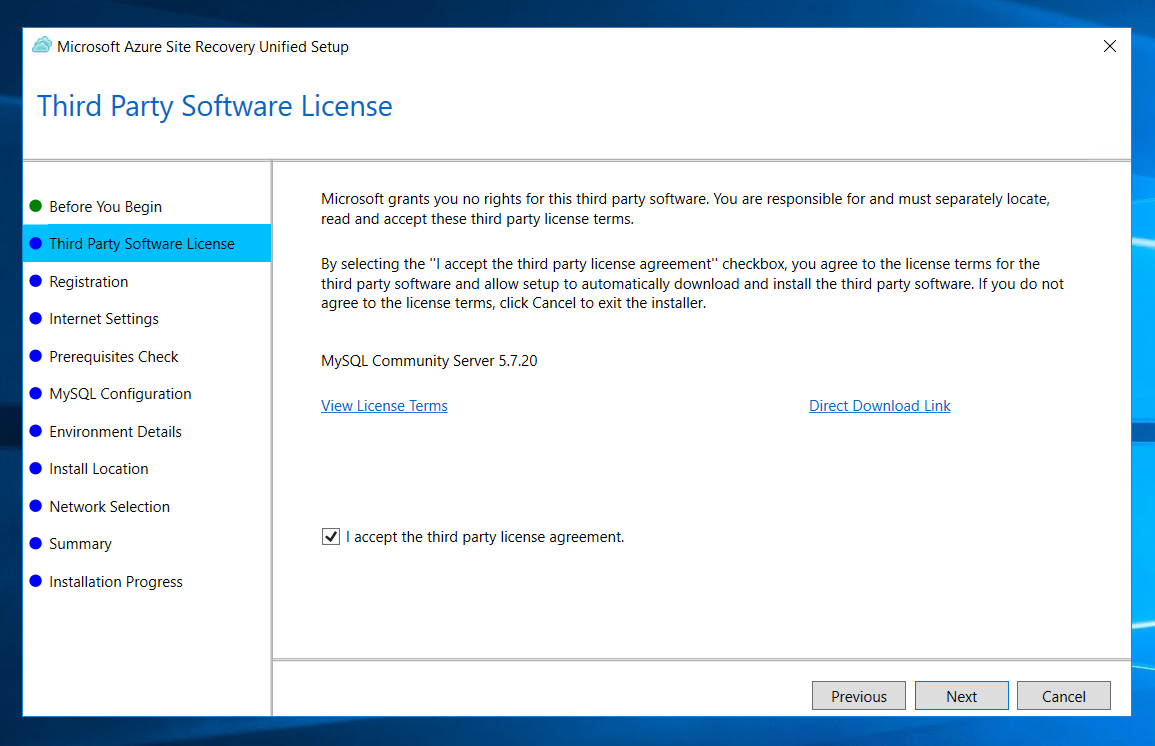 Microsoft Azure Site Recovery Unified Setup
Third Party Software License
Before You Begin
Third Party Software License
Registration
Internet Settings
Prerequisites Check
MySQL Configuration
Environment Details
Install Location
Network Selection
Summary
Installation Progress
Microsoft grants you no rights for this third party software. You are responsible for and must separately locate,
read and accept these third party license terms.
By selecting the "I accept the third party license agreement" checkbox, you agree to the license terms for the
third party software and allow setup to automatically download and install the third party software. If you do not
agree to the license terms, click Cancel to exit the installer.
MySQL Community Server 5.7.20
View License Terms
Direct Download Link
I accept the third party license agreement.
Previous
Next
Cancel